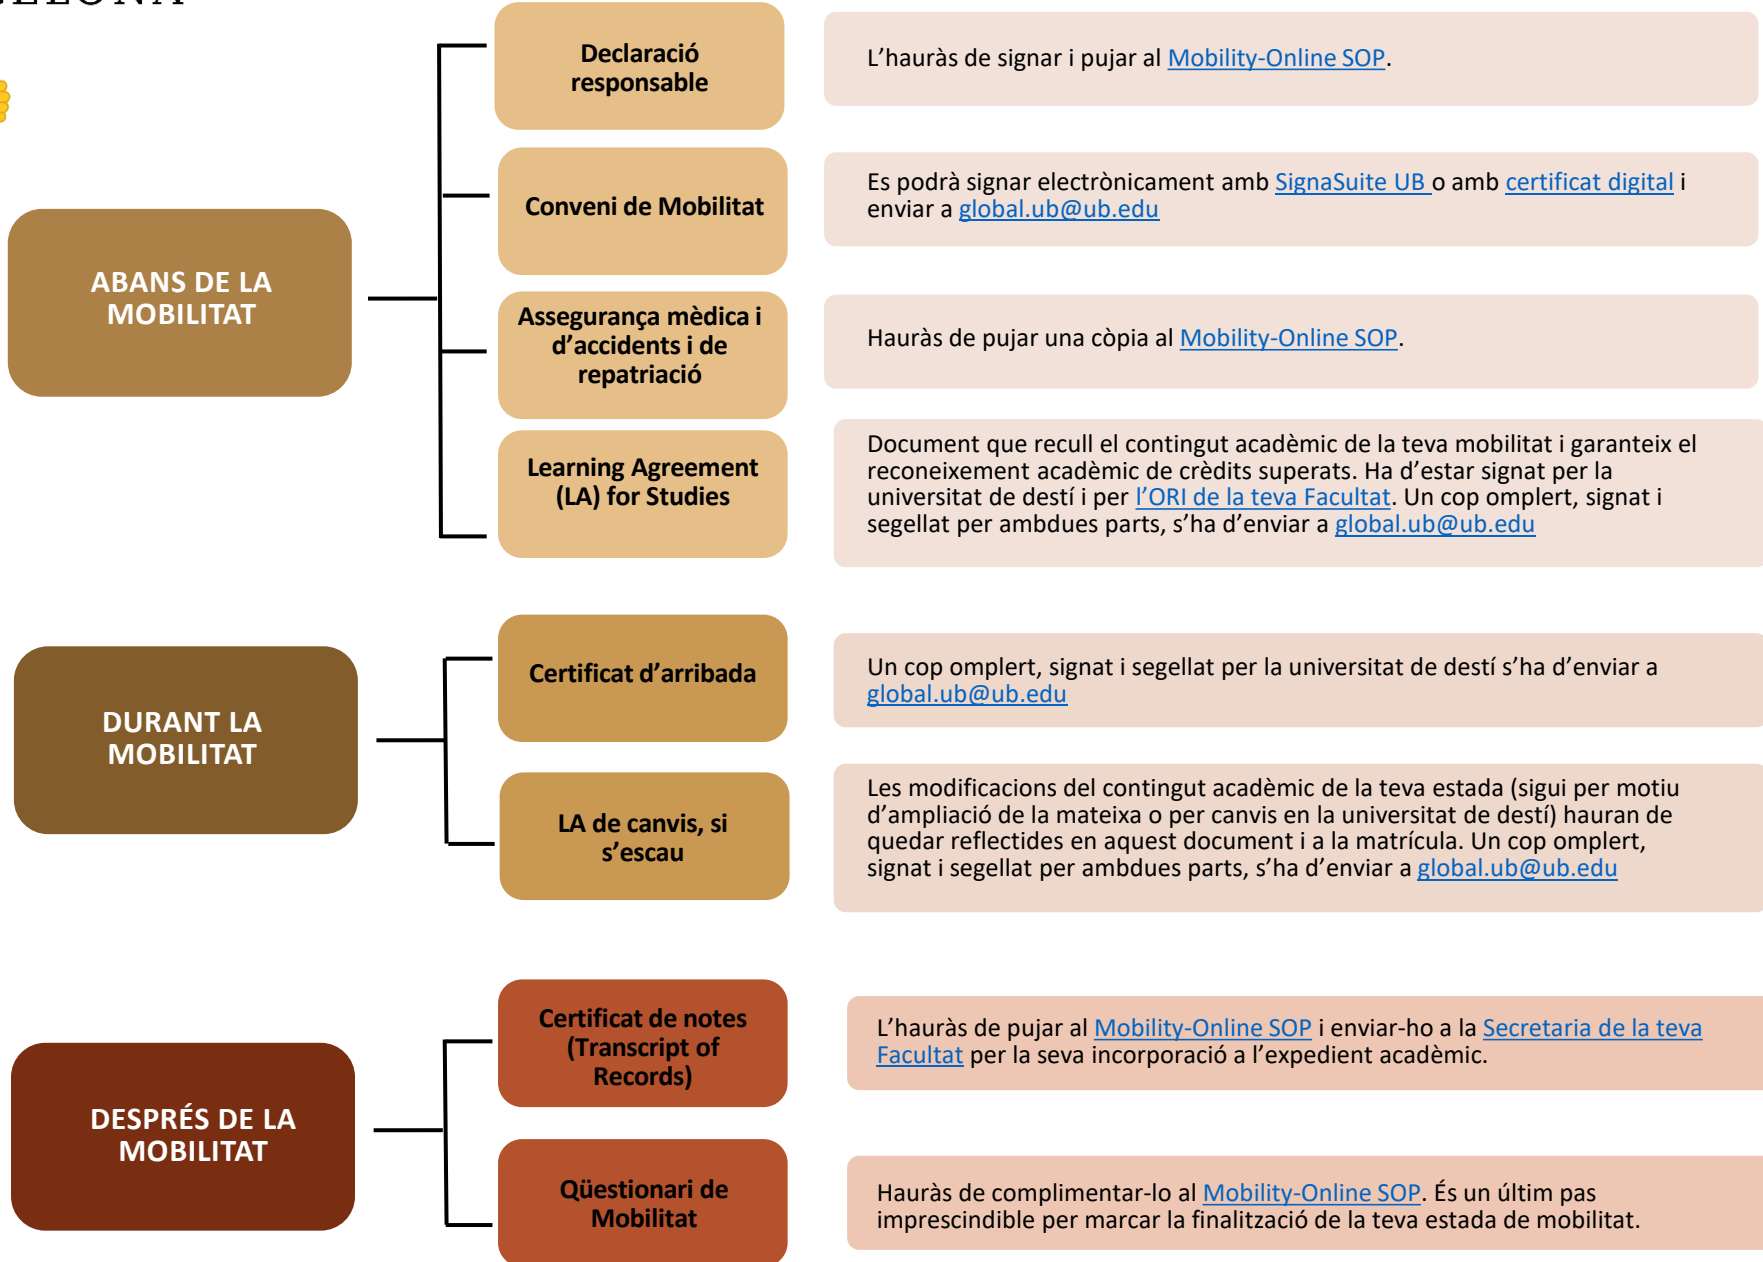 Declaració
responsable
L'hauràs de signar i pujar al Mobility-Online SOP.
Conveni de Mobilitat
Es podrà signar electrònicament amb SignaSuite UB o amb certificat digital i
enviar a global.ub@ub.edu
ABANS DE LA
MOBILITAT
Assegurança mèdica i
d'accidents i de
repatriació
Hauràs de pujar una còpia al Mobility-Online SOP.
Learning Agreement
(LA) for Studies
Document que recull el contingut acadèmic de la teva mobilitat i garanteix el
reconeixement acadèmic de crèdits superats. Ha d'estar signat per la
universitat de destí i per l'ORI de la teva Facultat. Un cop omplert, signat i
segellat per ambdues parts, s'ha d'enviar a global.ub@ub.edu
DURANT LA
MOBILITAT
Certificat d'arribada
Un cop omplert, signat i segellat per la universitat de destí s'ha d'enviar a
global.ub@ub.edu
LA de canvis, si
s'escau
Les modificacions del contingut acadèmic de la teva estada (sigui per motiu
d'ampliació de la mateixa o per canvis en la universitat de destí) hauran de
quedar reflectides en aquest document i a la matrícula. Un cop omplert,
signat i segellat per ambdues parts, s'ha d'enviar a global.ub@ub.edu
DESPRÉS DE LA
MOBILITAT
Certificat de notes
(Transcript of
Records)
L'hauràs de pujar al Mobility-Online SOP i enviar-ho a la Secretaria de la teva
Facultat per la seva incorporació a l'expedient acadèmic.
Qüestionari de
Mobilitat
Hauràs de complimentar-lo al Mobility-Online SOP. És un últim pas
imprescindible per marcar la finalització de la teva estada de mobilitat.